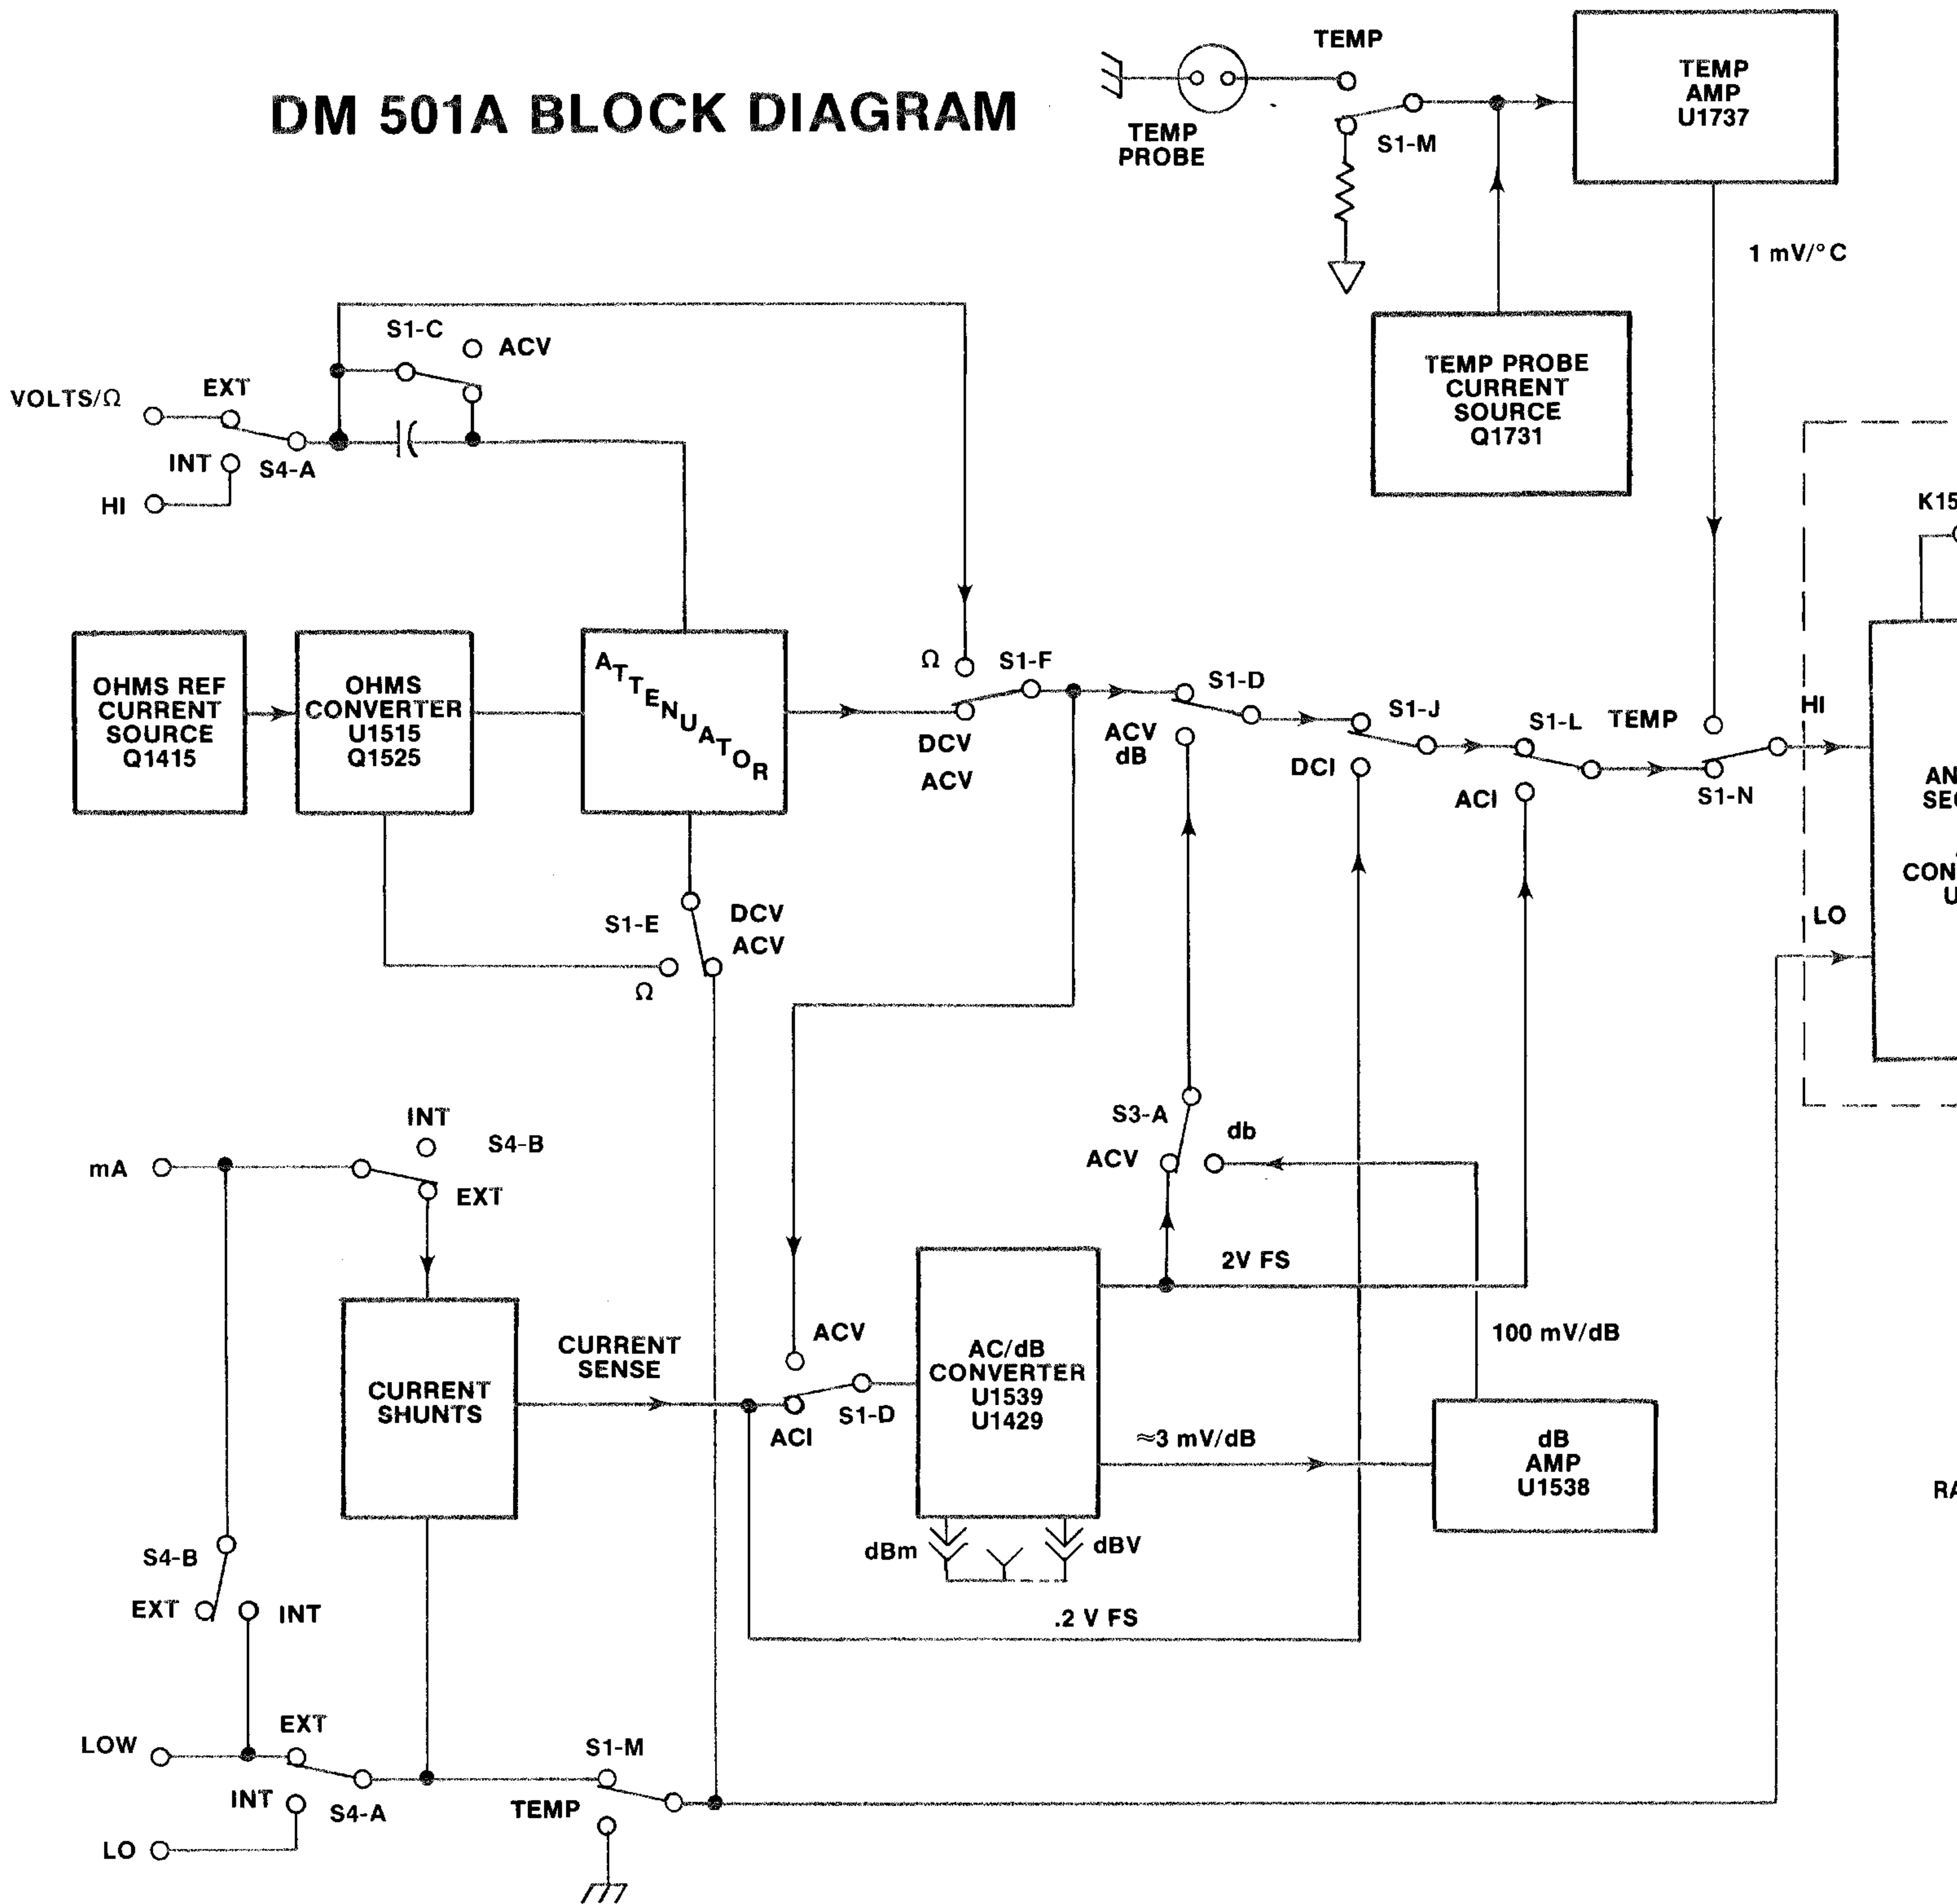 DM 501A BLOCK DIAGRAM
TEMP
TEMP
PROBE
S1-M
TEMP
AMP
U1737
1 mV/°C
TEMP PROBE
CURRENT
SOURCE
Q1731
S1-C
ACV
VOLTS/Ω
EXT
INT
S4-A
HI
OHMS REF
CURRENT
SOURCE
Q1415
OHMS
CONVERTER
U1515
Q1525
ATTENUATOR
Ω
S1-F
DCV
ACV
S1-D
ACV
dB
S1-J
DCI
S1-L
ACI
TEMP
S1-N
HI
LO
S1-E
DCV
ACV
Ω
INT
S4-B
mA
EXT
S3-A
db
ACV
2V FS
CURRENT
SHUNTS
CURRENT
SENSE
ACV
ACI
S1-D
AC/dB
CONVERTER
U1539
U1429
100 mV/dB
≈3 mV/dB
dB
AMP
U1538
dBm
dBV
.2 V FS
S4-B
EXT
INT
LOW
EXT
INT
S4-A
LO
S1-M
TEMP